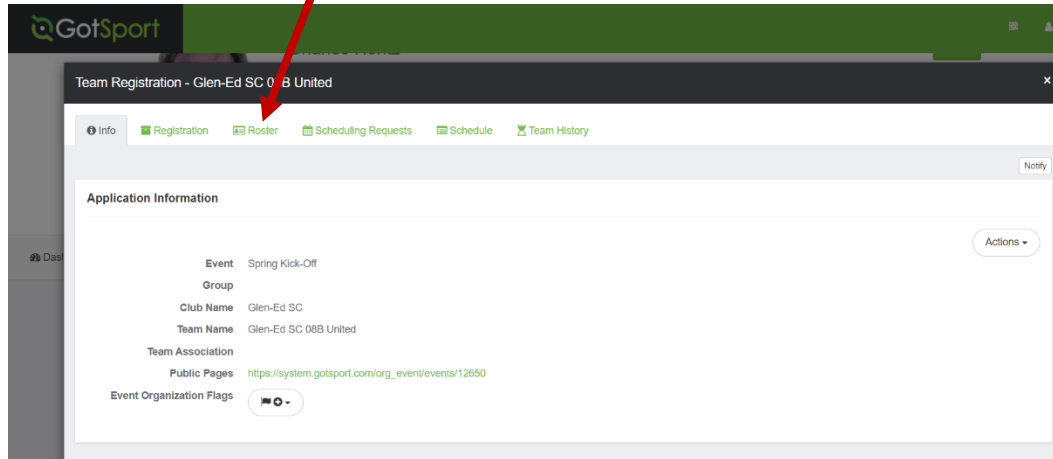 GotSport
Team Registration - Glen-Ed SC 08B United
x
Info Registration Roster Scheduling Requests Schedule Team History
Notify
Application Information
Actions
Das
Event Spring Kick-Off
Group
Club Name Glen-Ed SC
Team Name Glen-Ed SC 08B United
Team Association
Public Pages https://system.gotsport.com/org_event/events/12650
Event Organization Flags